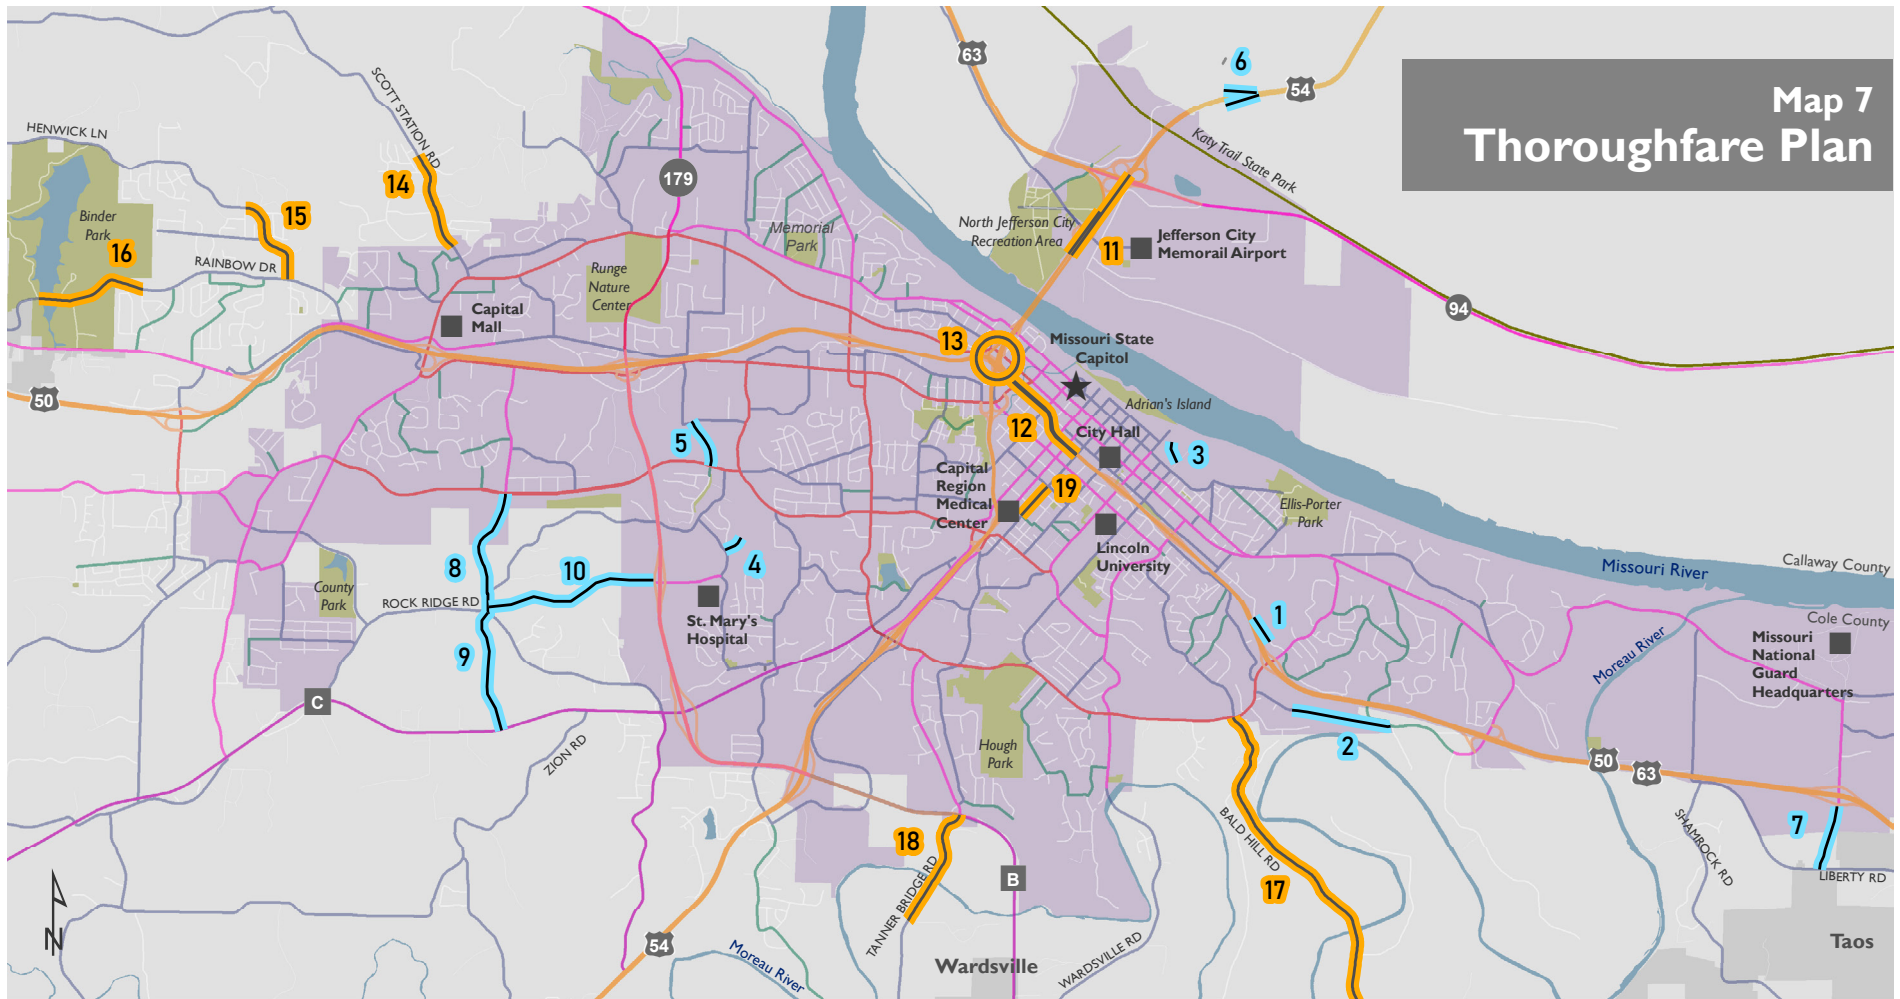 Map 7
Thoroughfare Plan
63
6
54
SCOTT STATION RD
HENWICK LN
Katy Trail State Park
14
179
15
Binder
Park
16
RAINBOW DR
Memorial
Park
North Jefferson City
Recreation Area
11
Jefferson City
Memorail Airport
Runge
Nature
Center
Capital
Mall
94
13
Missouri State
Capitol
50
Adrian's Island
12
City Hall
5
3
Capital
Region
Medical
Center
19
Ellis-Porter
Park
Lincoln
University
8
10
4
County
Park
ROCK RIDGE RD
St. Mary's
Hospital
Missouri River
Callaway County
Cole County
1
9
Moreau River
Missouri
National
Guard
Headquarters
C
ZION RD
Hough
Park
2
50
63
18
BALD HILL RD
SHAMROCK RD
7
B
17
LIBERTY RD
TANNER BRIDGE RD
N
54
Moreau River
Wardsville
WARDSVILLE RD
Taos